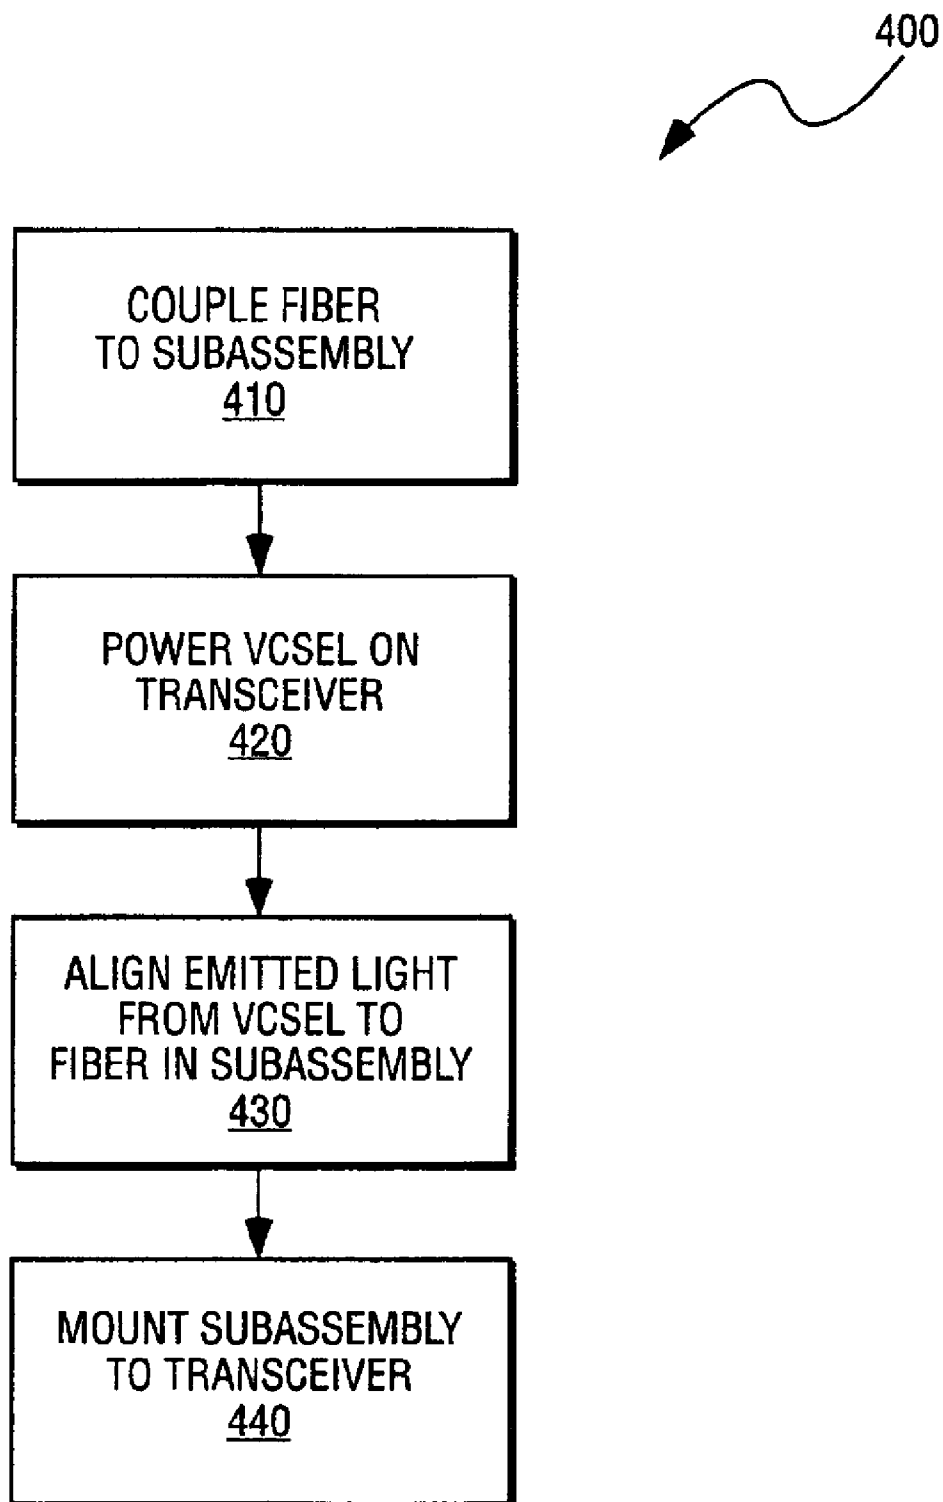 400
COUPLE FIBER
TO SUBASSEMBLY
410
POWER VCSEL ON
TRANSCEIVER
420
ALIGN EMITTED LIGHT
FROM VCSEL TO
FIBER IN SUBASSEMBLY
430
MOUNT SUBASSEMBLY
TO TRANSCEIVER
440